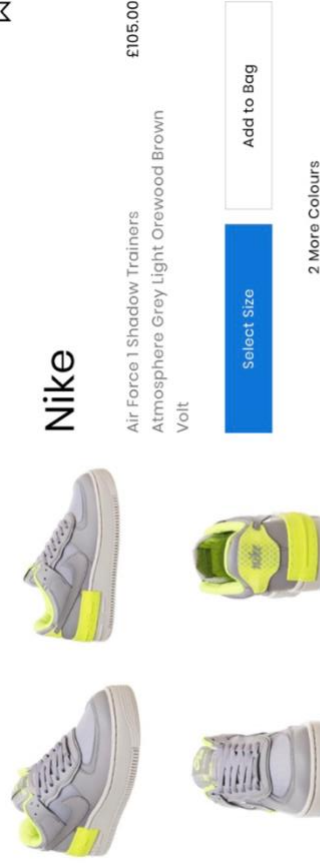 Nike
£105.00
Air Force 1 Shadow Trainers
Atmosphere Grey Light Orewood Brown
Volt
Select Size
Add to Bag
2 More Colours